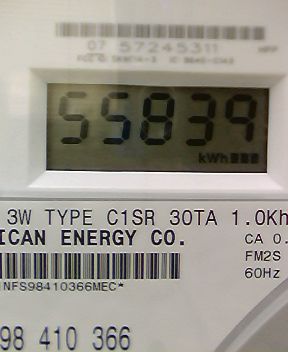 07 57245311
55839
kWh
3W TYPE C1SR 30TA 1.0Kh
ICAN ENERGY CO.
CA 0.
FM2S
60Hz
NFS98410366MEC*
98 410 366